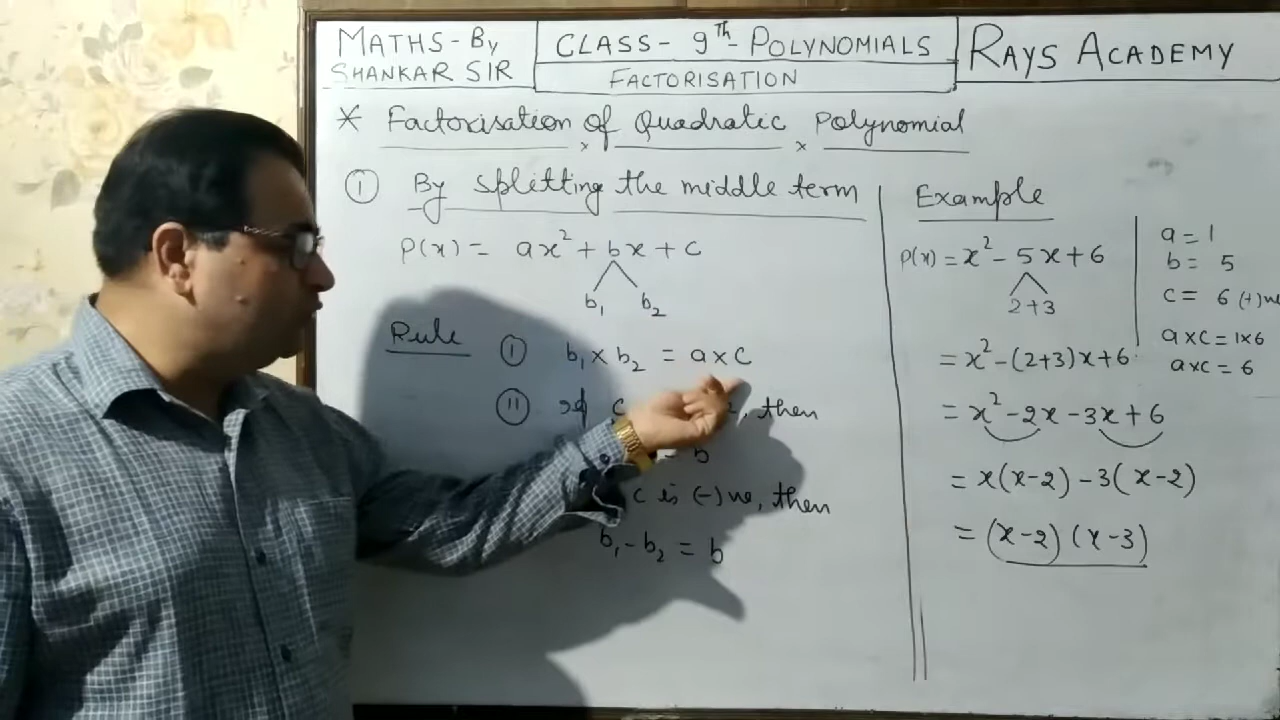 MATHS- BY SHANKAR SIR
CLASS- 9th- POLYNOMIALS
FACTORISATION
RAYS ACADEMY
* Factorisation of Quadratic Polynomial
① By splitting the middle term
P(x) = ax² + bx + c
b₁ b₂
Rule ① b₁ × b₂ = a×c
⑪ If c then
b
c is (-)ve, then
b₁ - b₂ = b
Example
P(x) = x² - 5x + 6
2+3
= x² - (2+3)x + 6
= x² - 2x - 3x + 6
= x(x-2) - 3(x-2)
= (x-2) (x-3)
a = 1
b = 5
c = 6 (+)ve
a×c = 1×6
a×c = 6